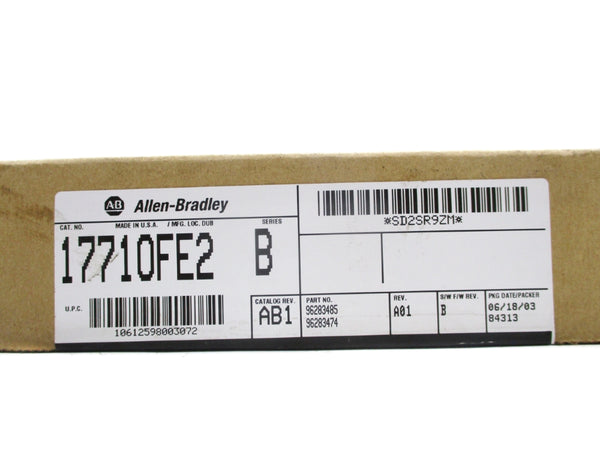 AB Allen-Bradley
CAT. NO. MADE IN U.S.A. / MFG. LOC. DUB SERIES
1771OFE2 B
U.P.C.
10612598003072
CATALOG REV.
AB1
*SD2SR9ZM*
PART NO.
96283485
96283474
REV.
A01
S/W F/W REV.
B
PKG DATE/PACKER
06/18/03
84313